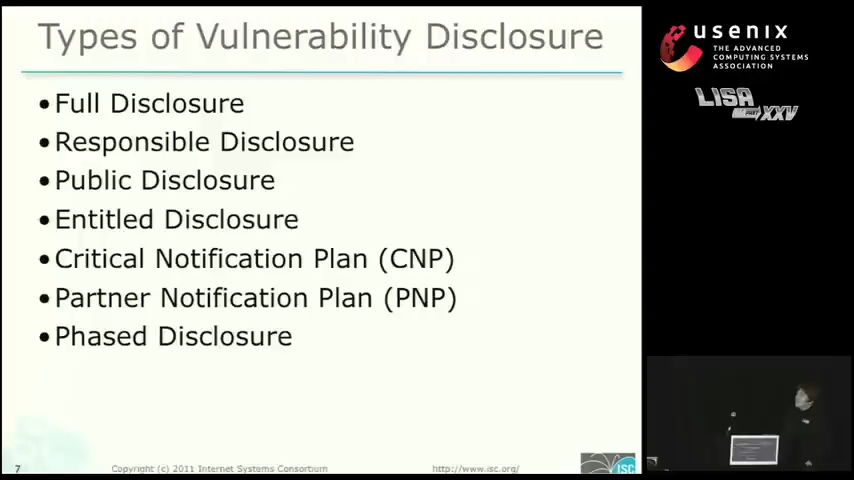 Types of Vulnerability Disclosure
•Full Disclosure
•Responsible Disclosure
•Public Disclosure
•Entitled Disclosure
•Critical Notification Plan (CNP)
•Partner Notification Plan (PNP)
•Phased Disclosure
7
Copyright (c) 2011 Internet Systems Consortium
http://www.isc.org/
ISC
usenix
THE ADVANCED
COMPUTING SYSTEMS
ASSOCIATION
LISA
XXV